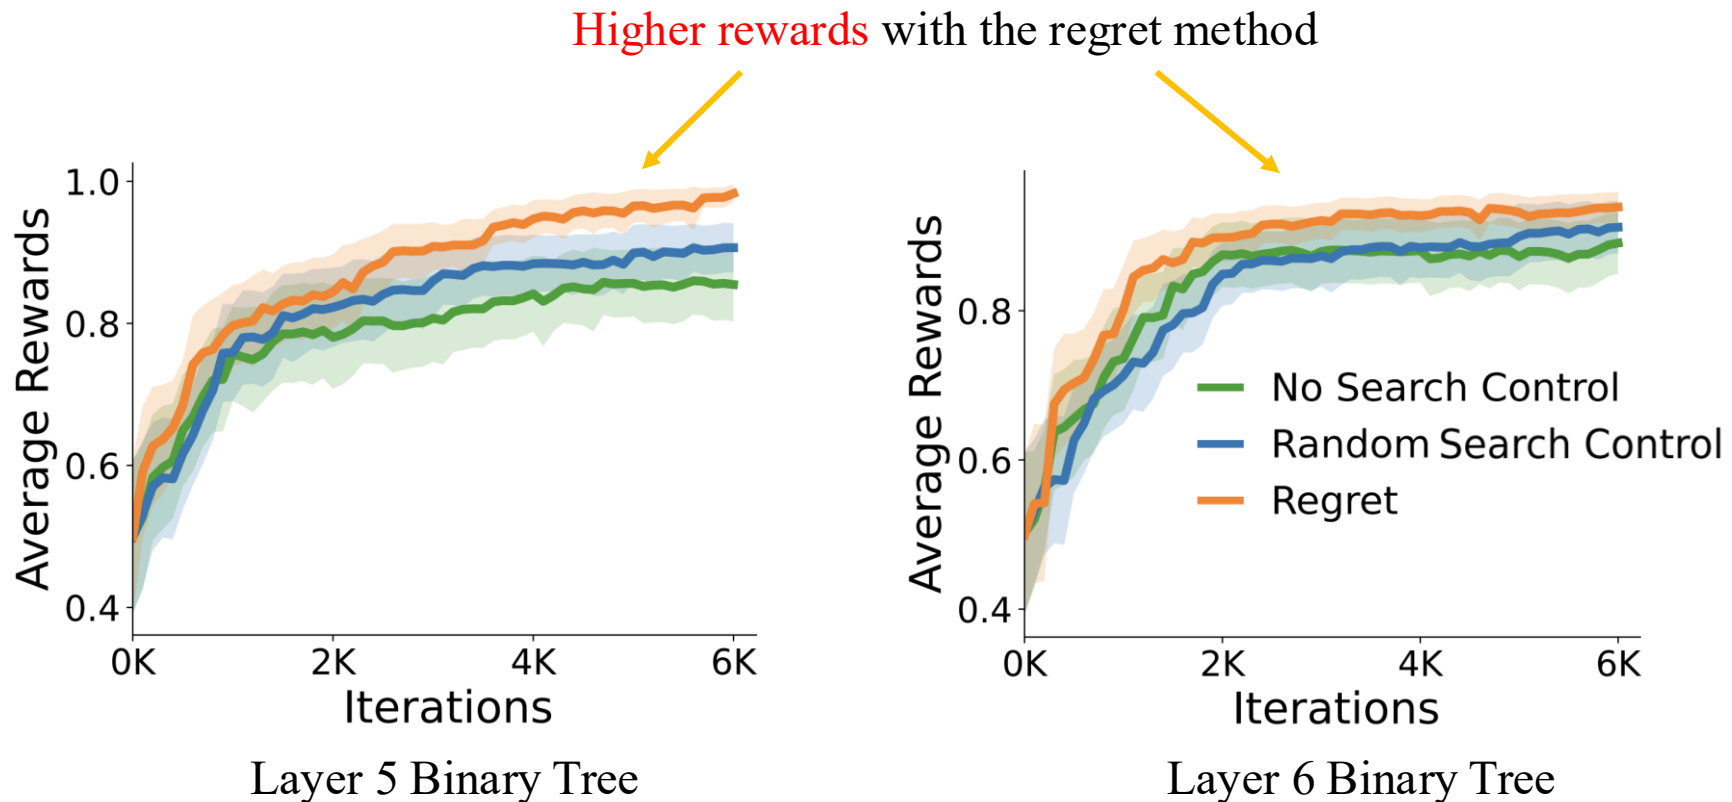 Higher rewards with the regret method
Average Rewards
1.0
0.8
0.6
0.4
0K
2K
4K
6K
Iterations
Layer 5 Binary Tree
Average Rewards
0.8
0.6
0.4
No Search Control
Random Search Control
Regret
0K
2K
4K
6K
Iterations
Layer 6 Binary Tree